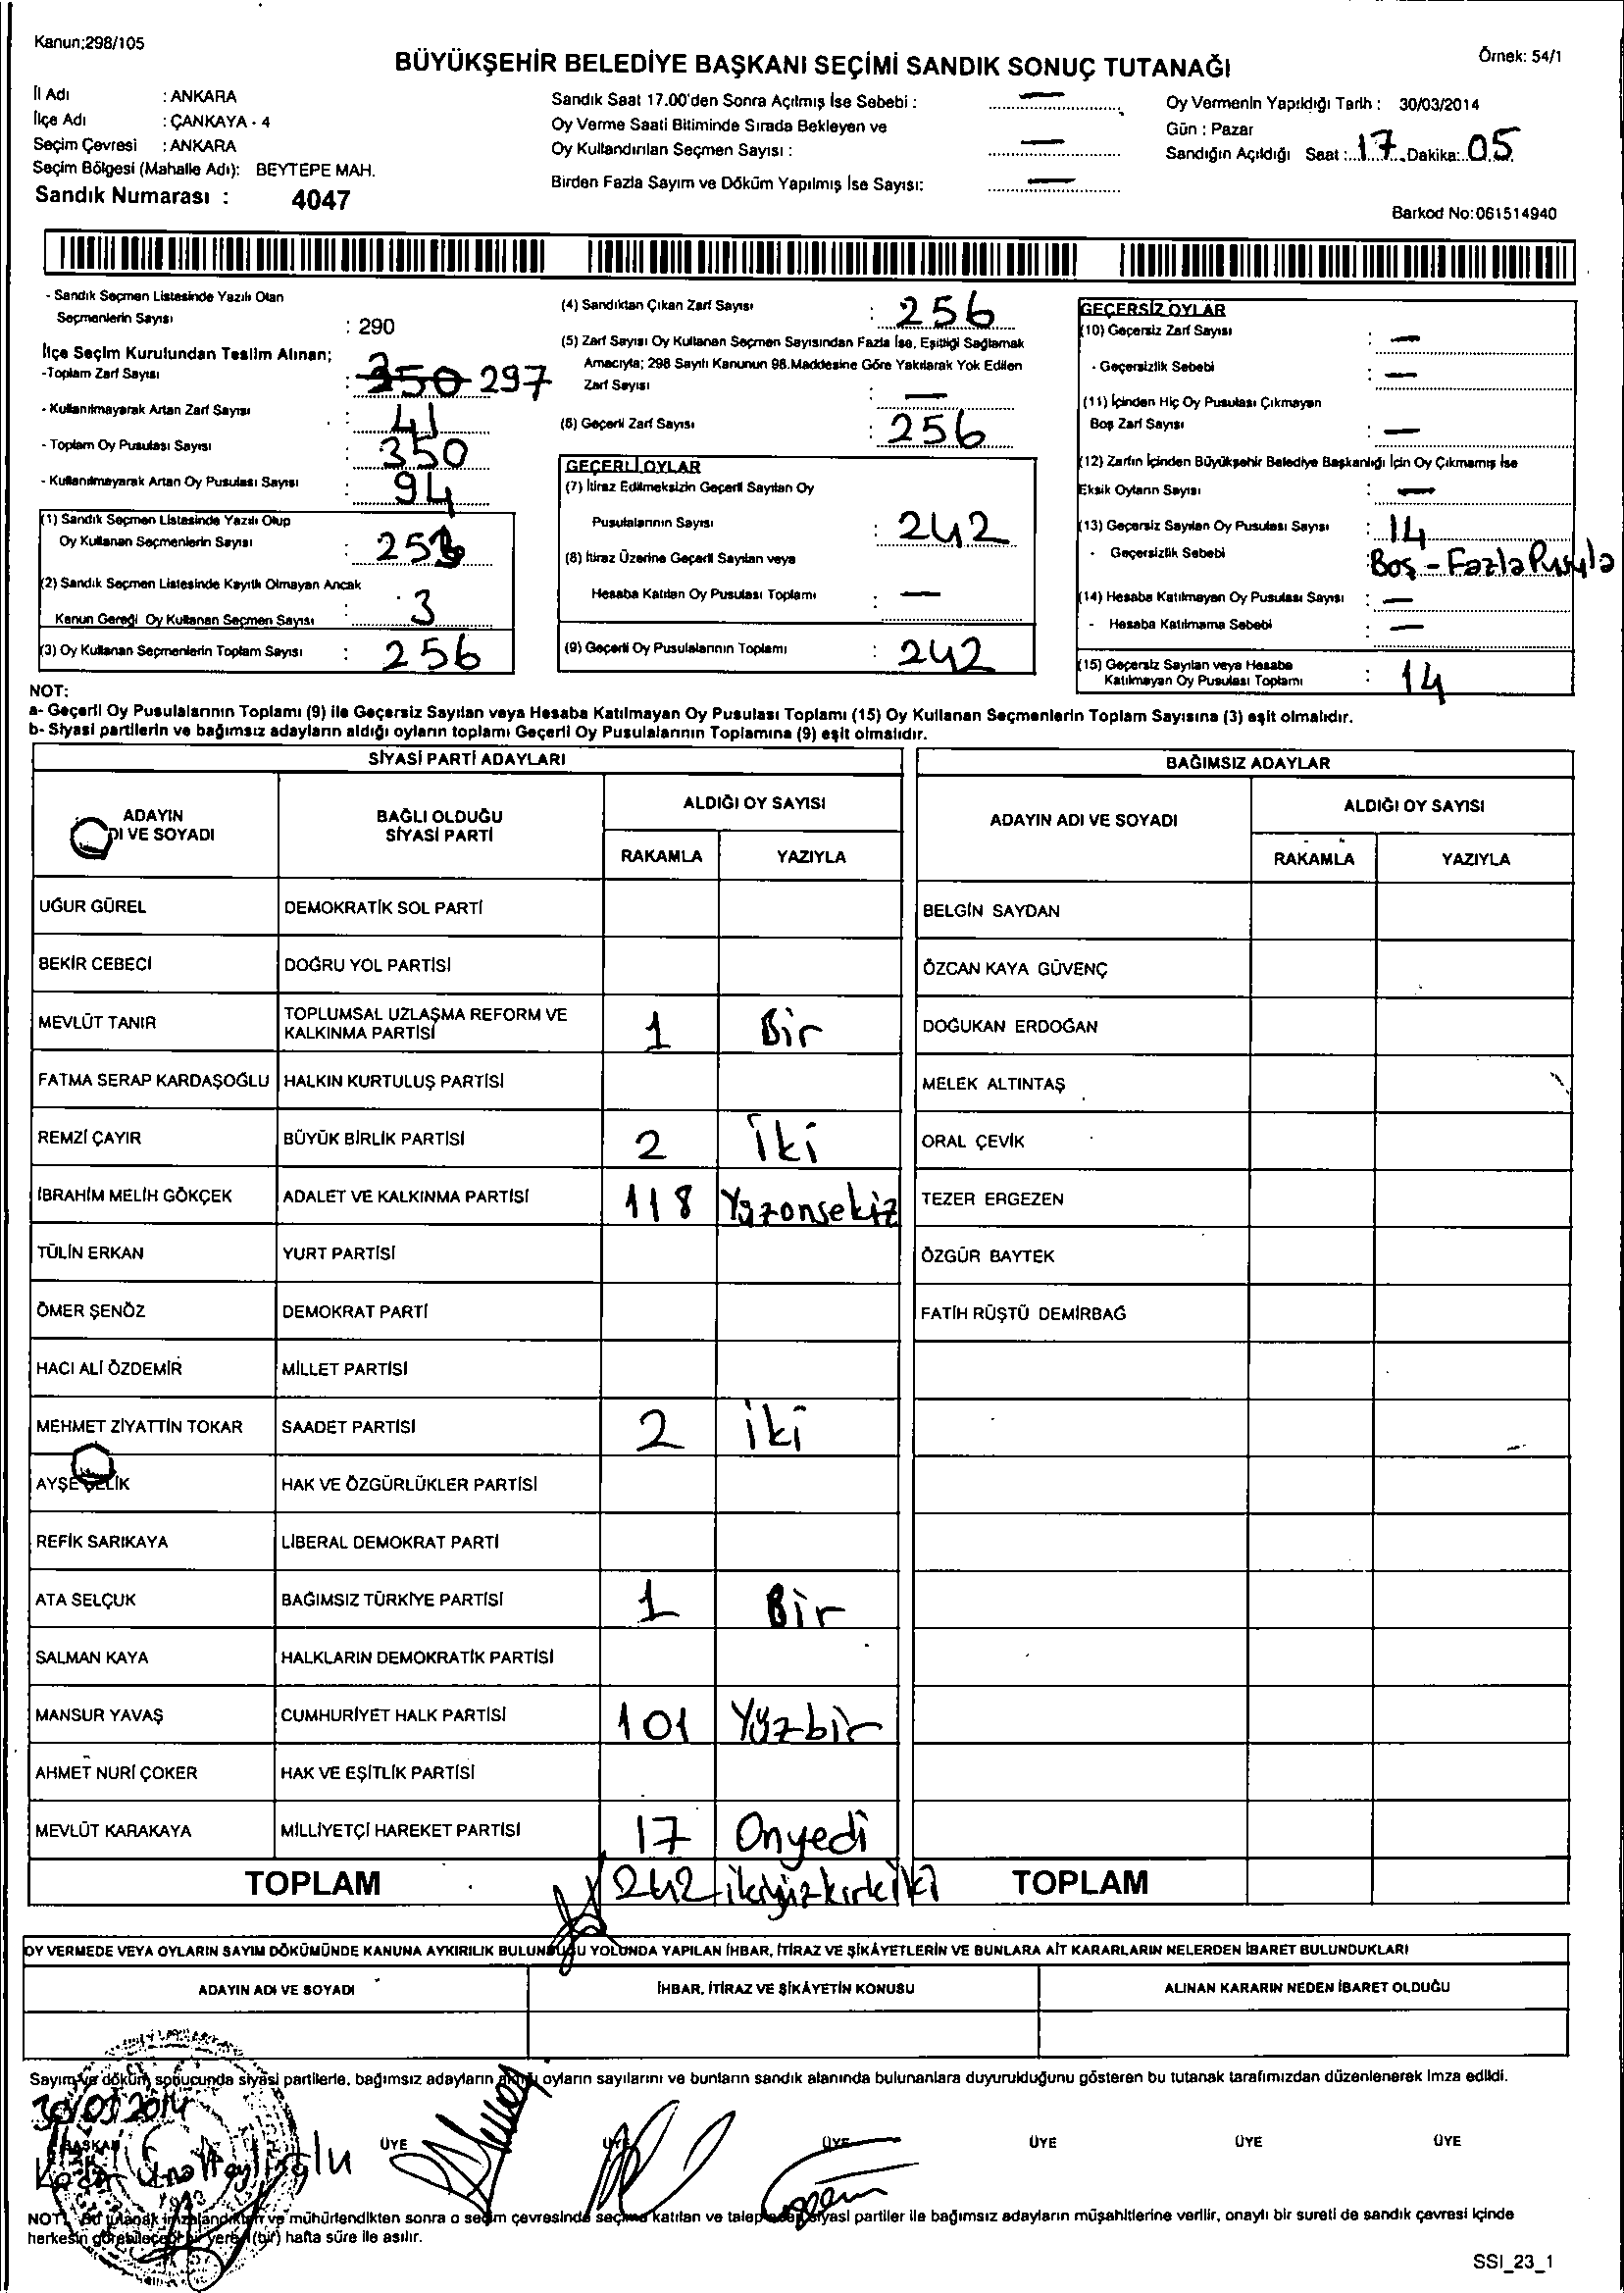 Kanun;298/105
BÜYÜKŞEHİR BELEDİYE BAŞKANI SEÇİMİ SANDIK SONUÇ TUTANAĞI
Örnek: 54/1
İl Adı : ANKARA
İlçe Adı : ÇANKAYA - 4
Seçim Çevresi : ANKARA
Seçim Bölgesi (Mahalle Adı): BEYTEPE MAH.
Sandık Numarası : 4047
Sandık Saat 17.00'den Sonra Açılmış İse Sebebi : —
Oy Verme Saati Bitiminde Sırada Bekleyen ve
Oy Kullandırılan Seçmen Sayısı : —
Birden Fazla Sayım ve Döküm Yapılmış İse Sayısı: —
Oy Vermenin Yapıldığı Tarih : 30/03/2014
Gün : Pazar
Sandığın Açıldığı Saat :..17...Dakika:..05.
Barkod No:061514940
- Sandık Seçmen Listesinde Yazılı Olan
Seçmenlerin Sayısı : 290
İlçe Seçim Kurulundan Teslim Alınan;
-Toplam Zarf Sayısı : 350 297
- Kullanılmayarak Artan Zarf Sayısı : 41
- Toplam Oy Pusulası Sayısı : 350
- Kullanılmayarak Artan Oy Pusulası Sayısı : 94
(1) Sandık Seçmen Listesinde Yazılı Olup
Oy Kullanan Seçmenlerin Sayısı : 253
(2) Sandık Seçmen Listesinde Kayıtlı Olmayan Ancak
Kanun Gereği Oy Kullanan Seçmen Sayısı : 3
(3) Oy Kullanan Seçmenlerin Toplam Sayısı : 256
(4) Sandıktan Çıkan Zarf Sayısı : 256
(5) Zarf Sayısı Oy Kullanan Seçmen Sayısından Fazla İse, Eşitliği Sağlamak
Amacıyla; 298 Sayılı Kanunun 98.Maddesine Göre Yakılarak Yok Edilen
Zarf Sayısı : —
(6) Geçerli Zarf Sayısı : 256
GEÇERLİ OYLAR
(7) İtiraz Edilmeksizin Geçerli Sayılan Oy
Pusulalarının Sayısı : 242
(8) İtiraz Üzerine Geçerli Sayılan veya
Hesaba Katılan Oy Pusulası Toplamı : —
(9) Geçerli Oy Pusulalarının Toplamı : 242
GEÇERSİZ OYLAR
(10) Geçersiz Zarf Sayısı : —
- Geçersizlik Sebebi : —
(11) İçinden Hiç Oy Pusulası Çıkmayan
Boş Zarf Sayısı : —
(12) Zarfın İçinden Büyükşehir Belediye Başkanlığı İçin Oy Çıkmamış İse
Eksik Oyların Sayısı : —
(13) Geçersiz Sayılan Oy Pusulası Sayısı : 14
- Geçersizlik Sebebi : Boş - Fazla Pusula
(14) Hesaba Katılmayan Oy Pusulası Sayısı : —
- Hesaba Katılmama Sebebi : —
(15) Geçersiz Sayılan veya Hesaba
Katılmayan Oy Pusulası Toplamı : 14
NOT:
a- Geçerli Oy Pusulalarının Toplamı (9) ile Geçersiz Sayılan veya Hesaba Katılmayan Oy Pusulası Toplamı (15) Oy Kullanan Seçmenlerin Toplam Sayısına (3) eşit olmalıdır.
b- Siyasi partilerin ve bağımsız adayların aldığı oyların toplamı Geçerli Oy Pusulalarının Toplamına (9) eşit olmalıdır.
SİYASİ PARTİ ADAYLARI
ADAYIN
DI VE SOYADI
BAĞLI OLDUĞU
SİYASİ PARTİ
ALDIĞI OY SAYISI
RAKAMLA YAZIYLA
UĞUR GÜREL DEMOKRATİK SOL PARTİ
BEKİR CEBECİ DOĞRU YOL PARTİSİ
MEVLÜT TANIR TOPLUMSAL UZLAŞMA REFORM VE
KALKINMA PARTİSİ 1 Bir
FATMA SERAP KARDAŞOĞLU HALKIN KURTULUŞ PARTİSİ
REMZİ ÇAYIR BÜYÜK BİRLİK PARTİSİ 2 İki
İBRAHİM MELİH GÖKÇEK ADALET VE KALKINMA PARTİSİ 118 Yüzonsekiz
TÜLİN ERKAN YURT PARTİSİ
ÖMER ŞENÖZ DEMOKRAT PARTİ
HACI ALİ ÖZDEMİR MİLLET PARTİSİ
MEHMET ZİYATTİN TOKAR SAADET PARTİSİ 2 iki
AYŞE ÇELİK HAK VE ÖZGÜRLÜKLER PARTİSİ
REFİK SARIKAYA LİBERAL DEMOKRAT PARTİ
ATA SELÇUK BAĞIMSIZ TÜRKİYE PARTİSİ 1 Bir
SALMAN KAYA HALKLARIN DEMOKRATİK PARTİSİ
MANSUR YAVAŞ CUMHURİYET HALK PARTİSİ 101 Yüzbir
AHMET NURİ ÇOKER HAK VE EŞİTLİK PARTİSİ
MEVLÜT KARAKAYA MİLLİYETÇİ HAREKET PARTİSİ 17 Onyedi
TOPLAM 242 ikiyüzkırkiki
BAĞIMSIZ ADAYLAR
ADAYIN ADI VE SOYADI
ALDIĞI OY SAYISI
RAKAMLA YAZIYLA
BELGİN SAYDAN
ÖZCAN KAYA GÜVENÇ
DOĞUKAN ERDOĞAN
MELEK ALTINTAŞ
ORAL ÇEVİK
TEZER ERGEZEN
ÖZGÜR BAYTEK
FATİH RÜŞTÜ DEMİRBAĞ
TOPLAM
OY VERMEDE VEYA OYLARIN SAYIM DÖKÜMÜNDE KANUNA AYKIRILIK BULUNDUĞU YOLUNDA YAPILAN İHBAR, İTİRAZ VE ŞİKÂYETLERİN VE BUNLARA AİT KARARLARIN NELERDEN İBARET BULUNDUKLARI
ADAYIN ADI VE SOYADI İHBAR, İTİRAZ VE ŞİKÂYETİN KONUSU ALINAN KARARIN NEDEN İBARET OLDUĞU
Sayım ve döküm sonucunda siyasi partilerle, bağımsız adayların aldığı oyların sayılarını ve bunların sandık alanında bulunanlara duyurulduğunu gösteren bu tutanak tarafımızdan düzenlenerek imza edildi.
30/03/2014
BAŞKAN ÜYE ÜYE ÜYE ÜYE ÜYE ÜYE
NOT: Bu tutanak imzalandıktan ve mühürlendikten sonra o seçim çevresinde seçime katılan ve talep eden siyasi partiler ile bağımsız adayların müşahitlerine verilir, onaylı bir sureti de sandık çevresi içinde
herkesin görebileceği bir yere 1 (bir) hafta süre ile asılır.
SSI_23_1